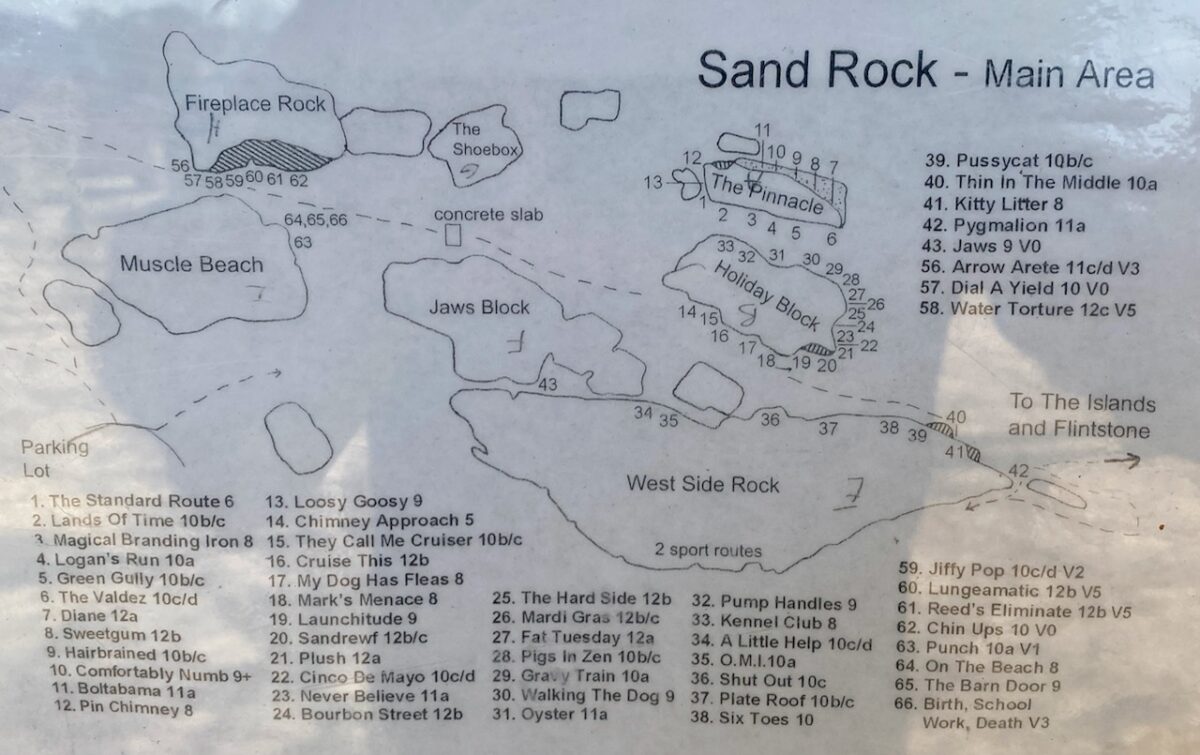 Sand Rock - Main Area
Fireplace Rock
The
Shoebox
56
57 58 59 60 61 62
64,65,66
63
Muscle Beach
concrete slab
11
12 10 9 8 7
13
The Pinnacle
1 2 3 4 5 6
33 32 31 30 29 28
Holiday Block
27 26
25 24
23 22
21
14 15 16 17 18 19 20
Jaws Block
43
34 35 36 37 38 39 40
41
42
West Side Rock
2 sport routes
To The Islands
and Flintstone
Parking
Lot
39. Pussycat 10b/c
40. Thin In The Middle 10a
41. Kitty Litter 8
42. Pygmalion 11a
43. Jaws 9 V0
56. Arrow Arete 11c/d V3
57. Dial A Yield 10 V0
58. Water Torture 12c V5
1. The Standard Route 6
2. Lands Of Time 10b/c
3. Magical Branding Iron 8
4. Logan's Run 10a
5. Green Gully 10b/c
6. The Valdez 10c/d
7. Diane 12a
8. Sweetgum 12b
9. Hairbrained 10b/c
10. Comfortably Numb 9+
11. Boltabama 11a
12. Pin Chimney 8
13. Loosy Goosy 9
14. Chimney Approach 5
15. They Call Me Cruiser 10b/c
16. Cruise This 12b
17. My Dog Has Fleas 8
18. Mark's Menace 8
19. Launchitude 9
20. Sandrewf 12b/c
21. Plush 12a
22. Cinco De Mayo 10c/d
23. Never Believe 11a
24. Bourbon Street 12b
25. The Hard Side 12b
26. Mardi Gras 12b/c
27. Fat Tuesday 12a
28. Pigs In Zen 10b/c
29. Gravy Train 10a
30. Walking The Dog 9
31. Oyster 11a
32. Pump Handles 9
33. Kennel Club 8
34. A Little Help 10c/d
35. O.M.I.10a
36. Shut Out 10c
37. Plate Roof 10b/c
38. Six Toes 10
59. Jiffy Pop 10c/d V2
60. Lungeamatic 12b V5
61. Reed's Eliminate 12b V5
62. Chin Ups 10 V0
63. Punch 10a V1
64. On The Beach 8
65. The Barn Door 9
66. Birth, School
Work, Death V3